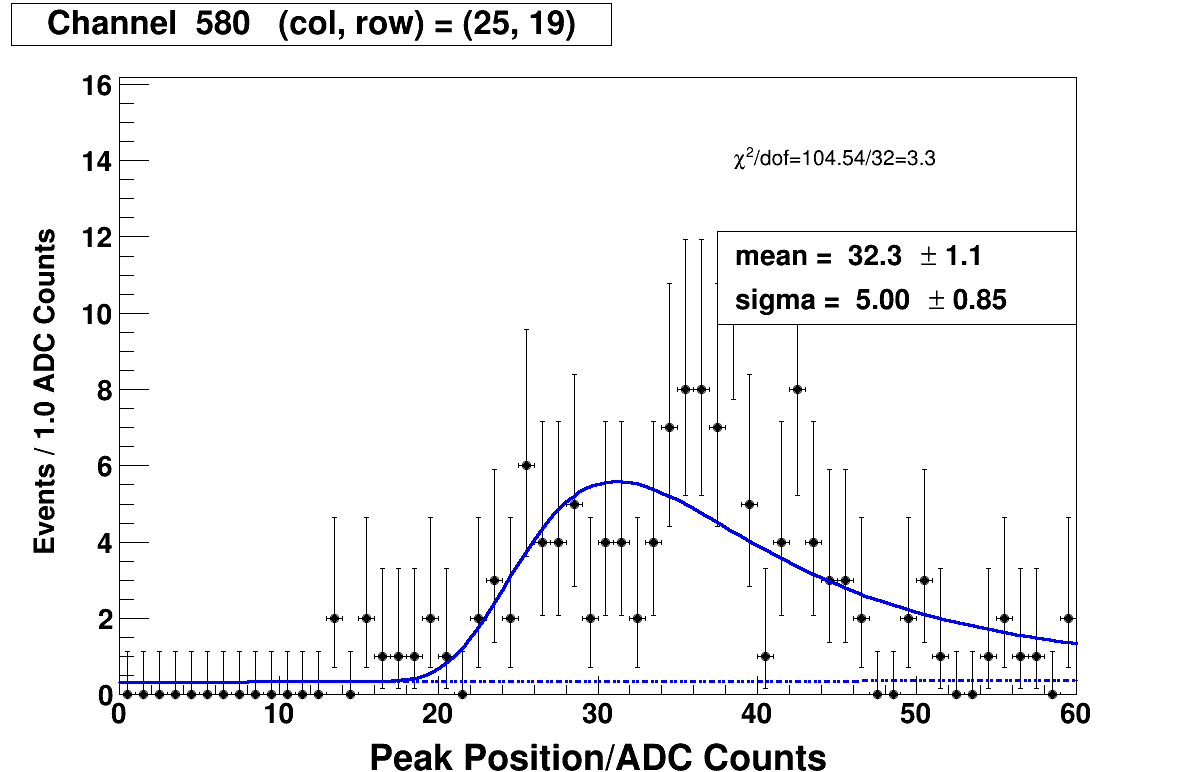 Channel 580 (col, row) = (25, 19)
16
14
12
10
8
6
4
2
0
Events / 1.0 ADC Counts
χ²/dof=104.54/32=3.3
mean = 32.3 ± 1.1
sigma = 5.00 ± 0.85
0 10 20 30 40 50 60
Peak Position/ADC Counts